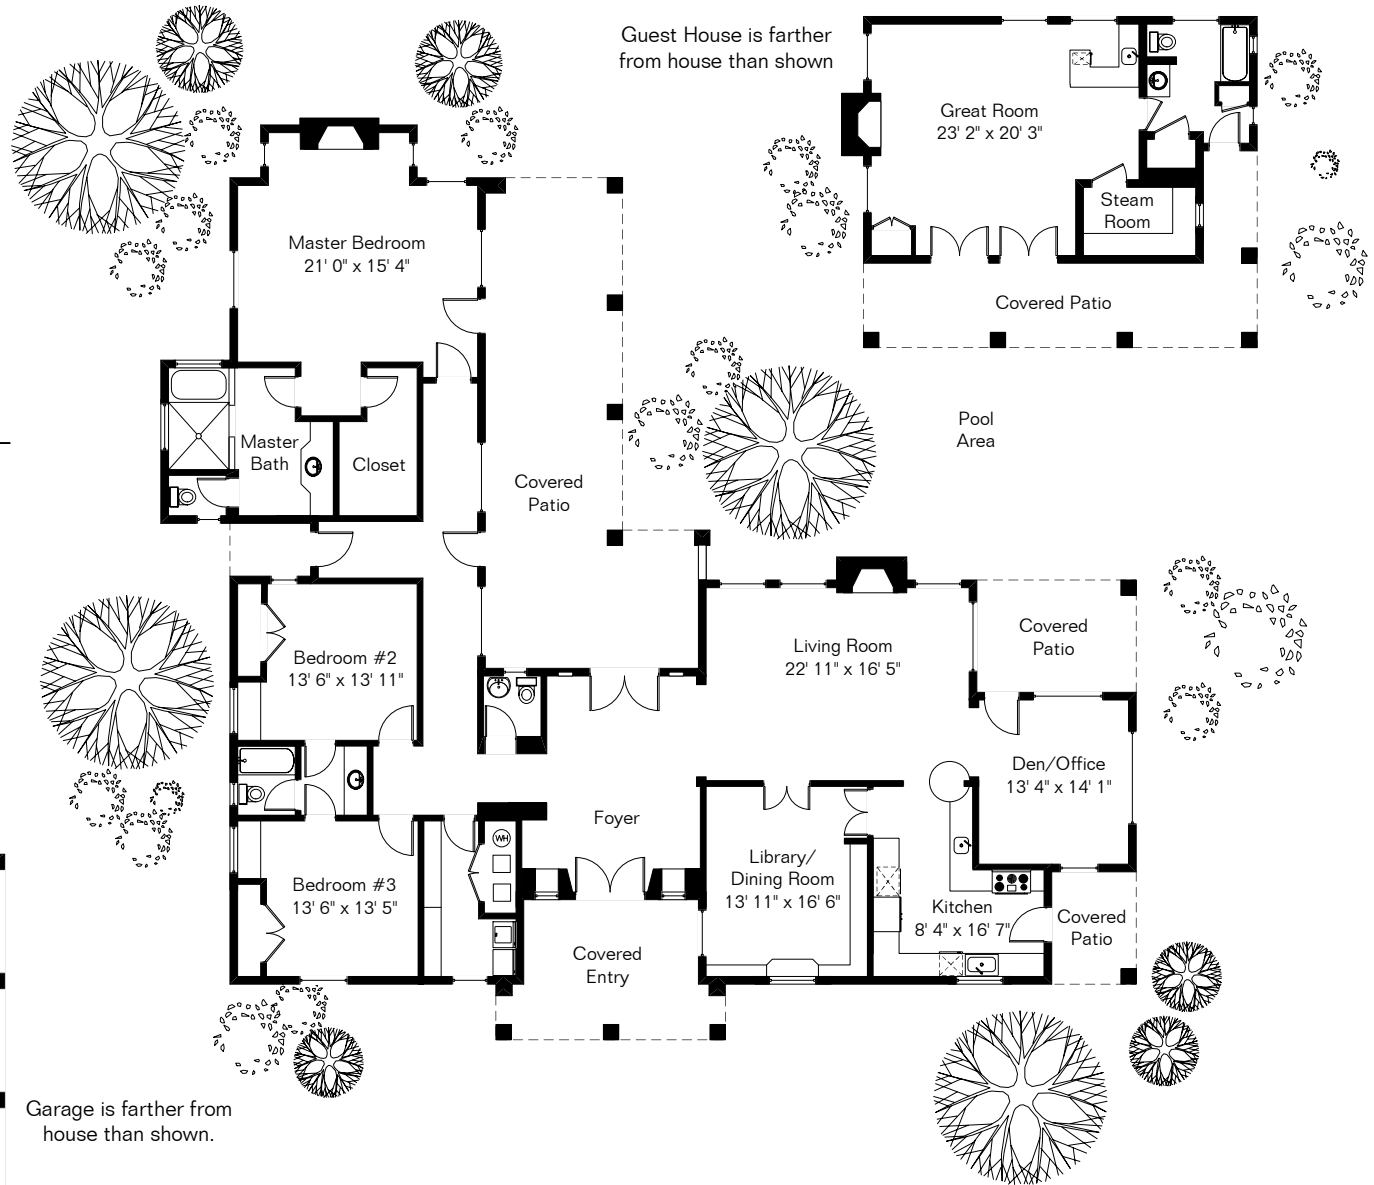 Guest House is farther
from house than shown
Great Room
23' 2" x 20' 3"
Steam
Room
Covered Patio
Master Bedroom
21' 0" x 15' 4"
Pool
Area
Master
Bath
Closet
Covered
Patio
Bedroom #2
13' 6" x 13' 11"
Living Room
22' 11" x 16' 5"
Covered
Patio
Den/Office
13' 4" x 14' 1"
Foyer
WH
Library/
Dining Room
13' 11" x 16' 6"
Bedroom #3
13' 6" x 13' 5"
Kitchen
8' 4" x 16' 7"
Covered
Patio
Covered
Entry
Garage is farther from
house than shown.